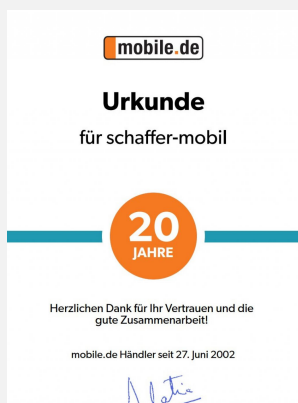 mobile.de
Urkunde
für schaffer-mobil
20
JAHRE
Herzlichen Dank für Ihr Vertrauen und die
gute Zusammenarbeit!
mobile.de Händler seit 27. Juni 2002